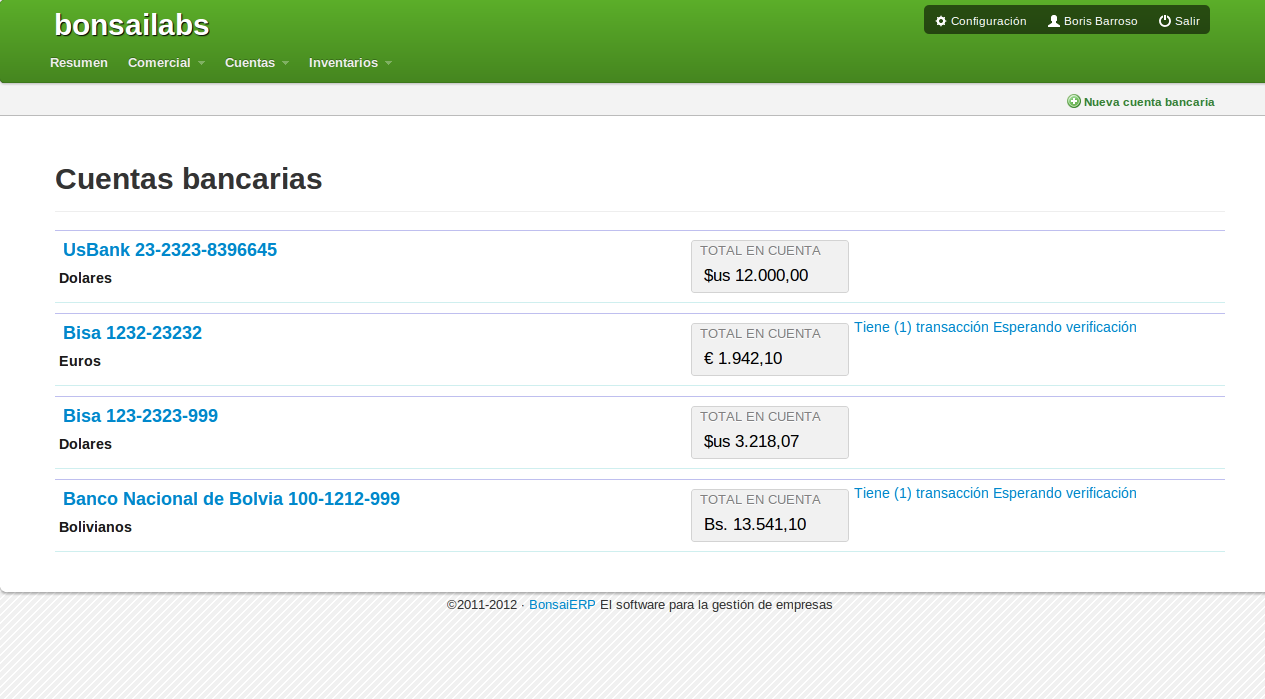 bonsailabs
Configuración Boris Barroso Salir
Resumen Comercial Cuentas Inventarios
Nueva cuenta bancaria
Cuentas bancarias
UsBank 23-2323-8396645
Dolares
TOTAL EN CUENTA
$us 12.000,00
Bisa 1232-23232
Euros
TOTAL EN CUENTA
€ 1.942,10
Tiene (1) transacción Esperando verificación
Bisa 123-2323-999
Dolares
TOTAL EN CUENTA
$us 3.218,07
Banco Nacional de Bolvia 100-1212-999
Bolivianos
TOTAL EN CUENTA
Bs. 13.541,10
Tiene (1) transacción Esperando verificación
©2011-2012 · BonsaiERP El software para la gestión de empresas